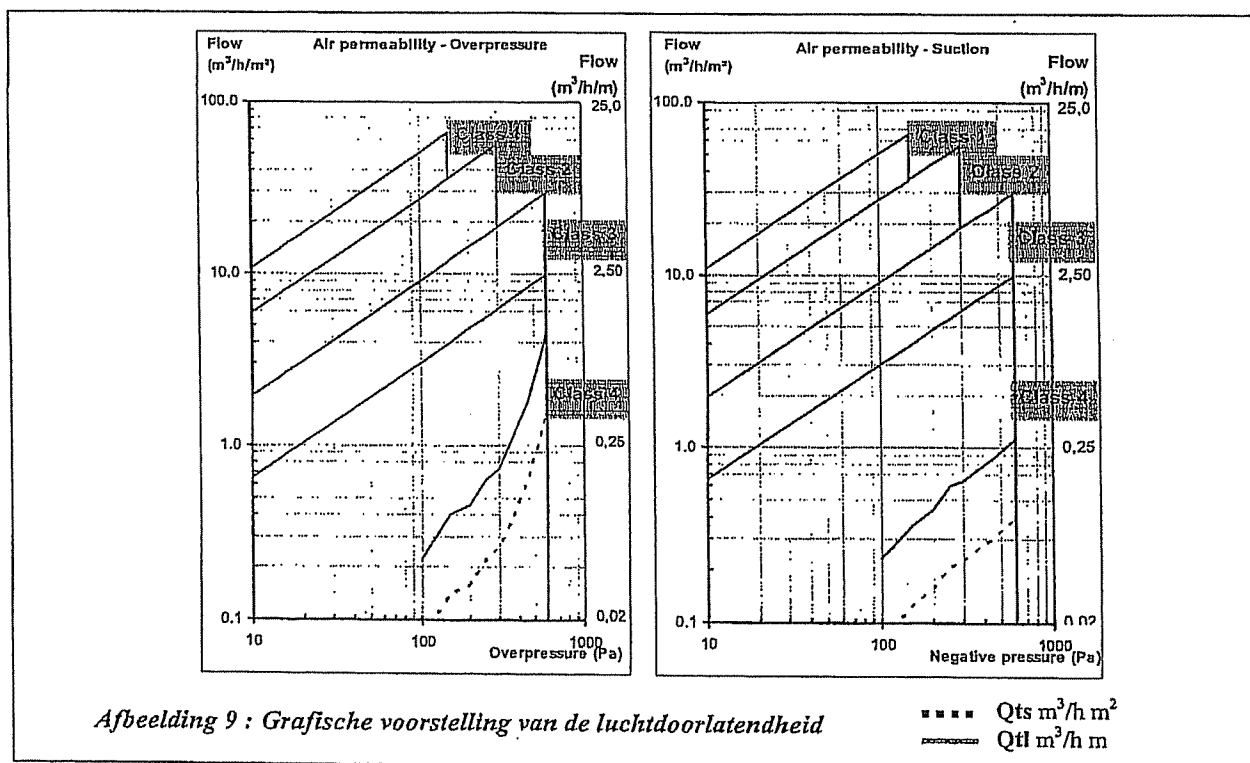 Flow
(m³/h/m²)
Air permeability - Overpressure
Flow
(m³/h/m)
100.0
25,0
Class 1
Class 2
Class 3
10.0
2,50
Class 4
1.0
0,25
0.1
0,02
10
100
1000
Overpressure (Pa)
Flow
(m³/h/m²)
Air permeability - Suction
Flow
(m³/h/m)
100.0
25,0
Class 1
Class 2
Class 3
10.0
2,50
Class 4
1.0
0,25
0.1
0,02
10
100
1000
Negative pressure (Pa)
Afbeelding 9 : Grafische voorstelling van de luchtdoorlatendheid
Qts m³/h m²
Qtl m³/h m